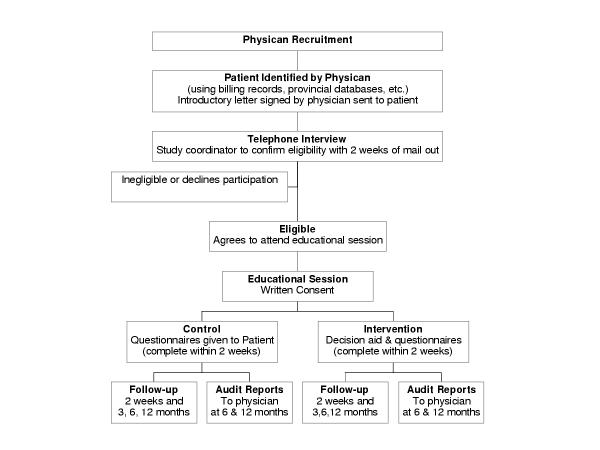 Physican Recruitment
Patient Identified by Physican
(using billing records, provincial databases, etc.)
Introductory letter signed by physician sent to patient
Telephone Interview
Study coordinator to confirm eligibility with 2 weeks of mail out
Inegligible or declines participation
Eligible
Agrees to attend educational session
Educational Session
Written Consent
Control
Questionnaires given to Patient
(complete within 2 weeks)
Intervention
Decision aid & questionnaires
(complete within 2 weeks)
Follow-up
2 weeks and
3, 6, 12 months
Audit Reports
To physician
at 6 & 12 months
Follow-up
2 weeks and
3,6,12 months
Audit Reports
To physician
at 6 & 12 months